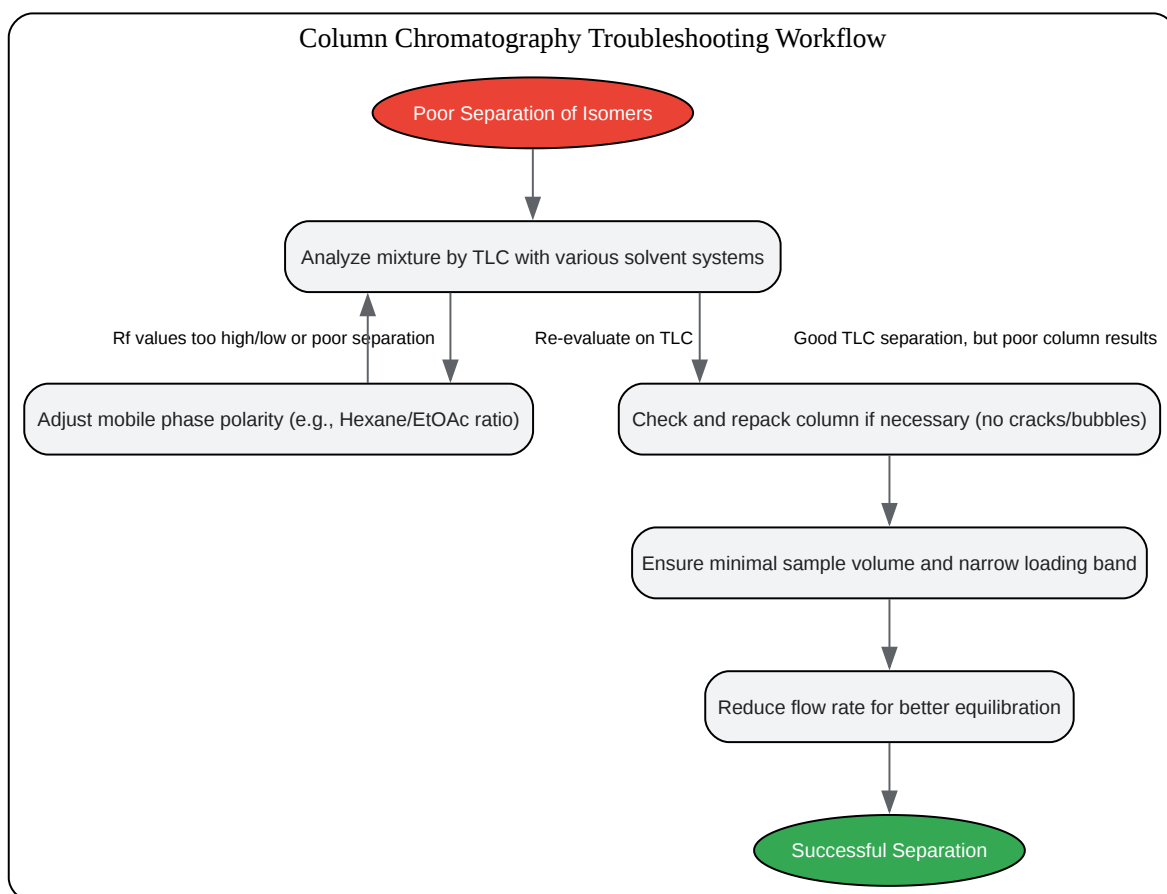 Column Chromatography Troubleshooting Workflow
Poor Separation of Isomers
Analyze mixture by TLC with various solvent systems
Rf values too high/low or poor separation
Re-evaluate on TLC
Good TLC separation, but poor column results
Adjust mobile phase polarity (e.g., Hexane/EtOAc ratio)
Check and repack column if necessary (no cracks/bubbles)
Ensure minimal sample volume and narrow loading band
Reduce flow rate for better equilibration
Successful Separation